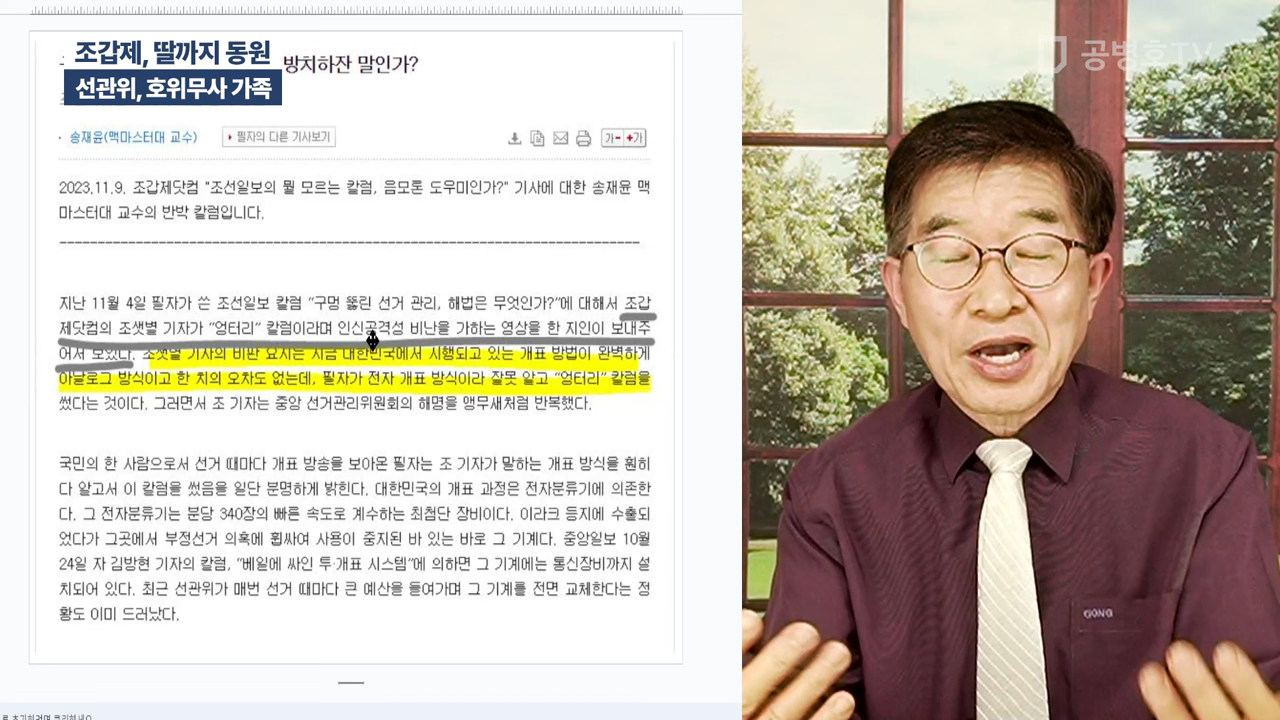 조갑제, 딸까지 동원
선관위, 호위무사 가족
방치하잔 말인가?
공병호TV
· 송재윤(맥마스터대 교수)
필자의 다른 기사보기
가- +가
2023.11.9. 조갑제닷컴 "조선일보의 뭘 모르는 칼럼, 음모론 도우미인가?" 기사에 대한 송재윤 맥
마스터대 교수의 반박 칼럼입니다.
지난 11월 4일 필자가 쓴 조선일보 칼럼 “구멍 뚫린 선거 관리, 해법은 무엇인가?”에 대해서 조갑
제닷컴의 조샛별 기자가 “엉터리” 칼럼이라며 인신공격성 비난을 가하는 영상을 한 지인이 보내주
어서 보았다. 조샛별 기사의 비판 요지는 지금 대한민국에서 시행되고 있는 개표 방법이 완벽하게
아날로그 방식이고 한 치의 오차도 없는데, 필자가 전자 개표 방식이라 잘못 알고 “엉터리” 칼럼을
썼다는 것이다. 그러면서 조 기자는 중앙 선거관리위원회의 해명을 앵무새처럼 반복했다.
국민의 한 사람으로서 선거 때마다 개표 방송을 보아온 필자는 조 기자가 말하는 개표 방식을 훤히
다 알고서 이 칼럼을 썼음을 일단 분명하게 밝힌다. 대한민국의 개표 과정은 전자분류기에 의존한
다. 그 전자분류기는 분당 340장의 빠른 속도로 계수하는 최첨단 장비이다. 이라크 등지에 수출되
었다가 그곳에서 부정선거 의혹에 휩싸여 사용이 중지된 바 있는 바로 그 기계다. 중앙일보 10월
24일 자 김방현 기자의 칼럼, “베일에 싸인 투·개표 시스템”에 의하면 그 기계에는 통신장비까지 설
치되어 있다. 최근 선관위가 매번 선거 때마다 큰 예산을 들여가며 그 기계를 전면 교체한다는 정
황도 이미 드러났다.
GONG